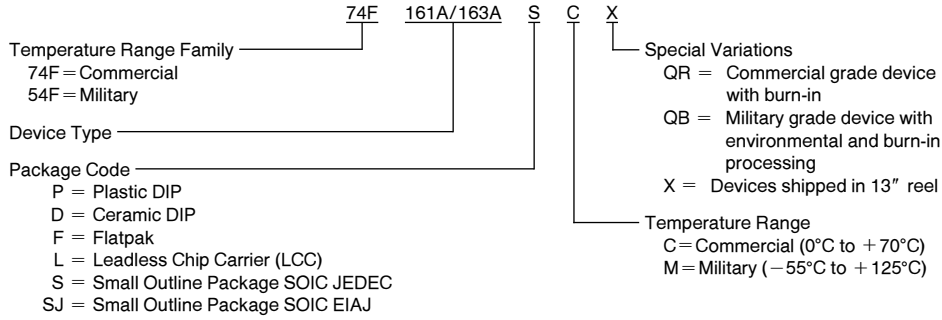 74F 161A/163A S C X
Temperature Range Family
74F = Commercial
54F = Military
Device Type
Package Code
P = Plastic DIP
D = Ceramic DIP
F = Flatpak
L = Leadless Chip Carrier (LCC)
S = Small Outline Package SOIC JEDEC
SJ = Small Outline Package SOIC EIAJ
Special Variations
QR = Commercial grade device
with burn-in
QB = Military grade device with
environmental and burn-in
processing
X = Devices shipped in 13″ reel
Temperature Range
C = Commercial (0°C to +70°C)
M = Military (−55°C to +125°C)